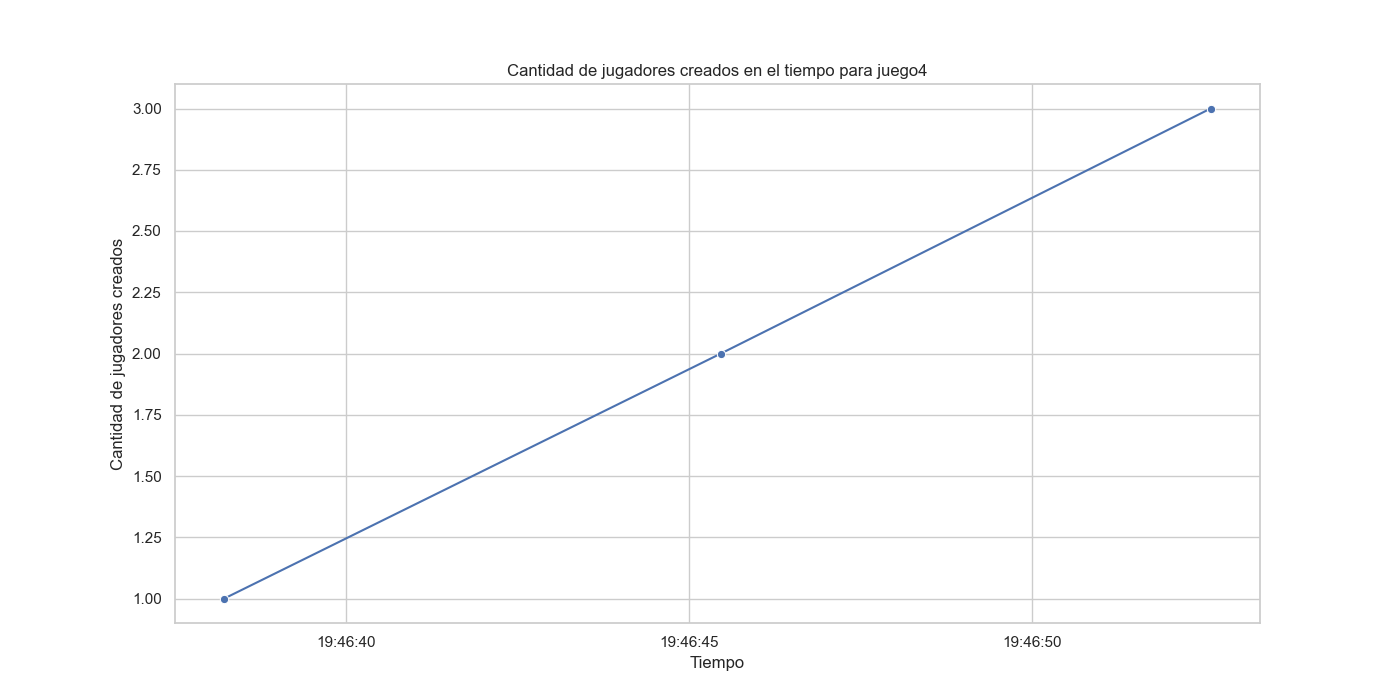 Cantidad de jugadores creados en el tiempo para juego4
3.00
2.75
2.50
2.25
2.00
1.75
1.50
1.25
1.00
Cantidad de jugadores creados
19:46:40 19:46:45 19:46:50
Tiempo